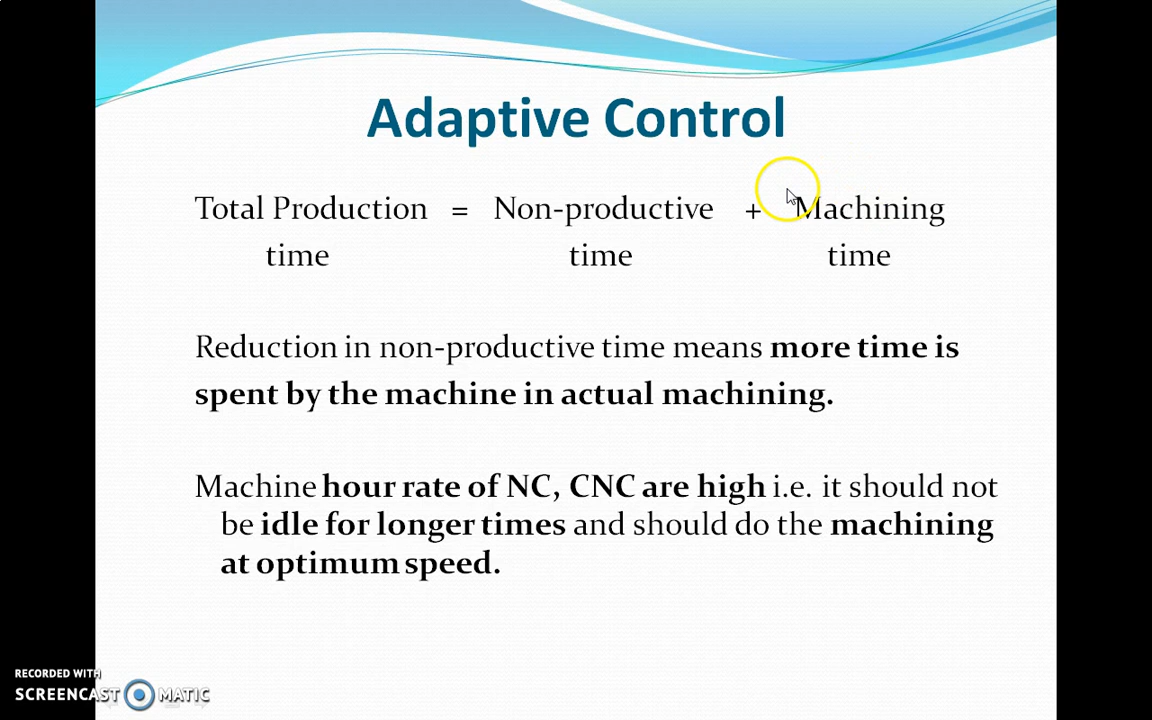 Adaptive Control
Total Production = Non-productive + Machining
time time time
Reduction in non-productive time means more time is
spent by the machine in actual machining.
Machine hour rate of NC, CNC are high i.e. it should not
be idle for longer times and should do the machining
at optimum speed.
RECORDED WITH
SCREENCAST MATIC